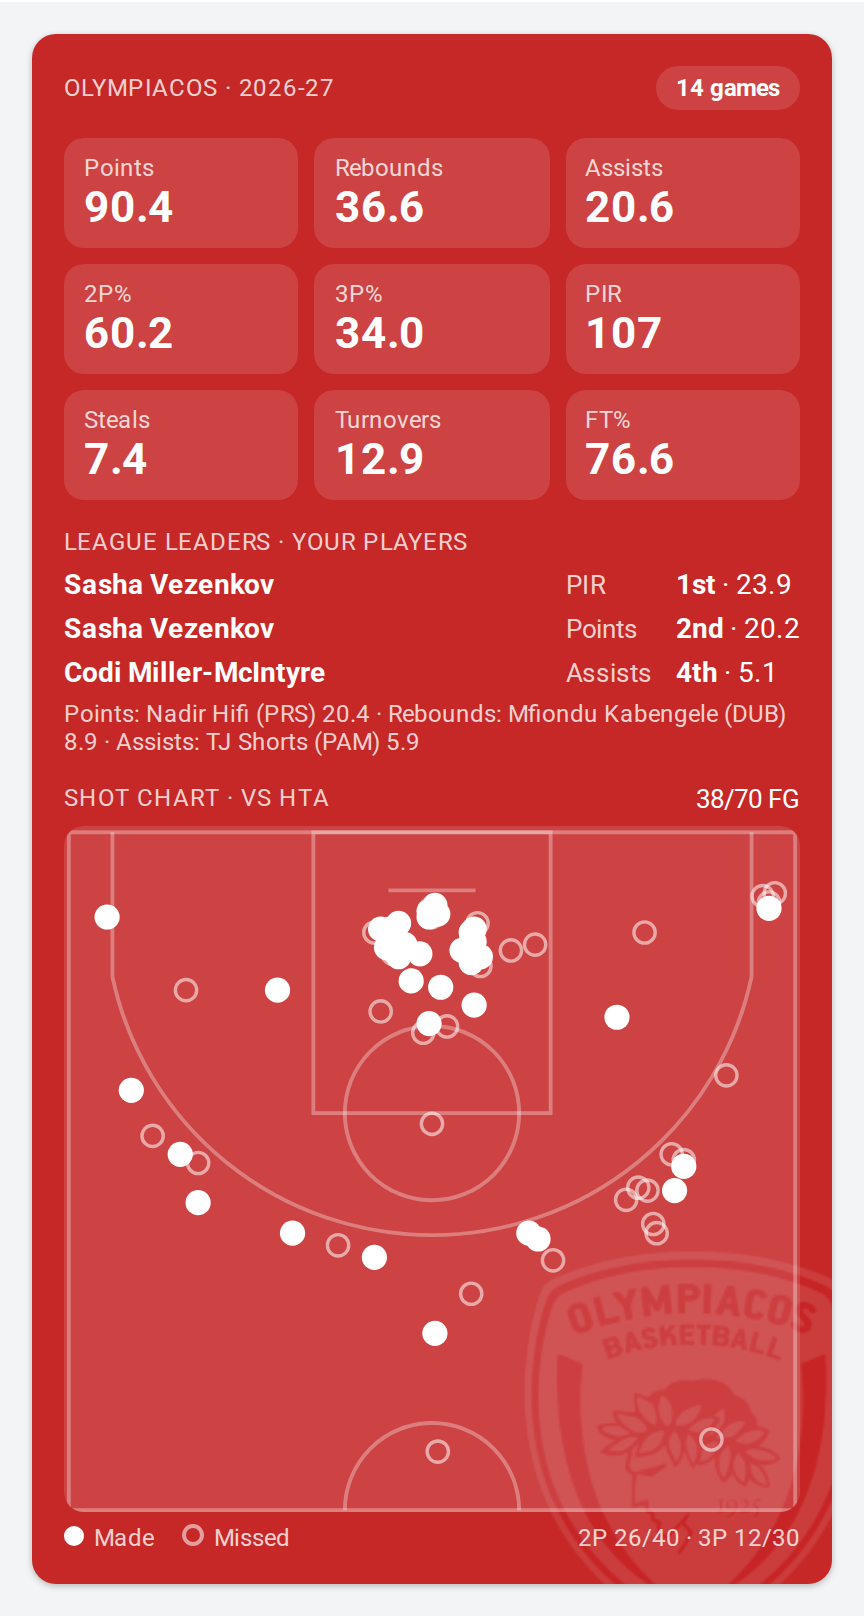 OLYMPIACOS · 2026-27
14 games
Points
90.4
Rebounds
36.6
Assists
20.6
2P%
60.2
3P%
34.0
PIR
107
Steals
7.4
Turnovers
12.9
FT%
76.6
LEAGUE LEADERS · YOUR PLAYERS
Sasha Vezenkov PIR 1st · 23.9
Sasha Vezenkov Points 2nd · 20.2
Codi Miller-McIntyre Assists 4th · 5.1
Points: Nadir Hifi (PRS) 20.4 · Rebounds: Mfiondu Kabengele (DUB)
8.9 · Assists: TJ Shorts (PAM) 5.9
SHOT CHART · VS HTA
38/70 FG
OLYMPIACOS
BASKETBALL
1925
Made
Missed
2P 26/40 · 3P 12/30